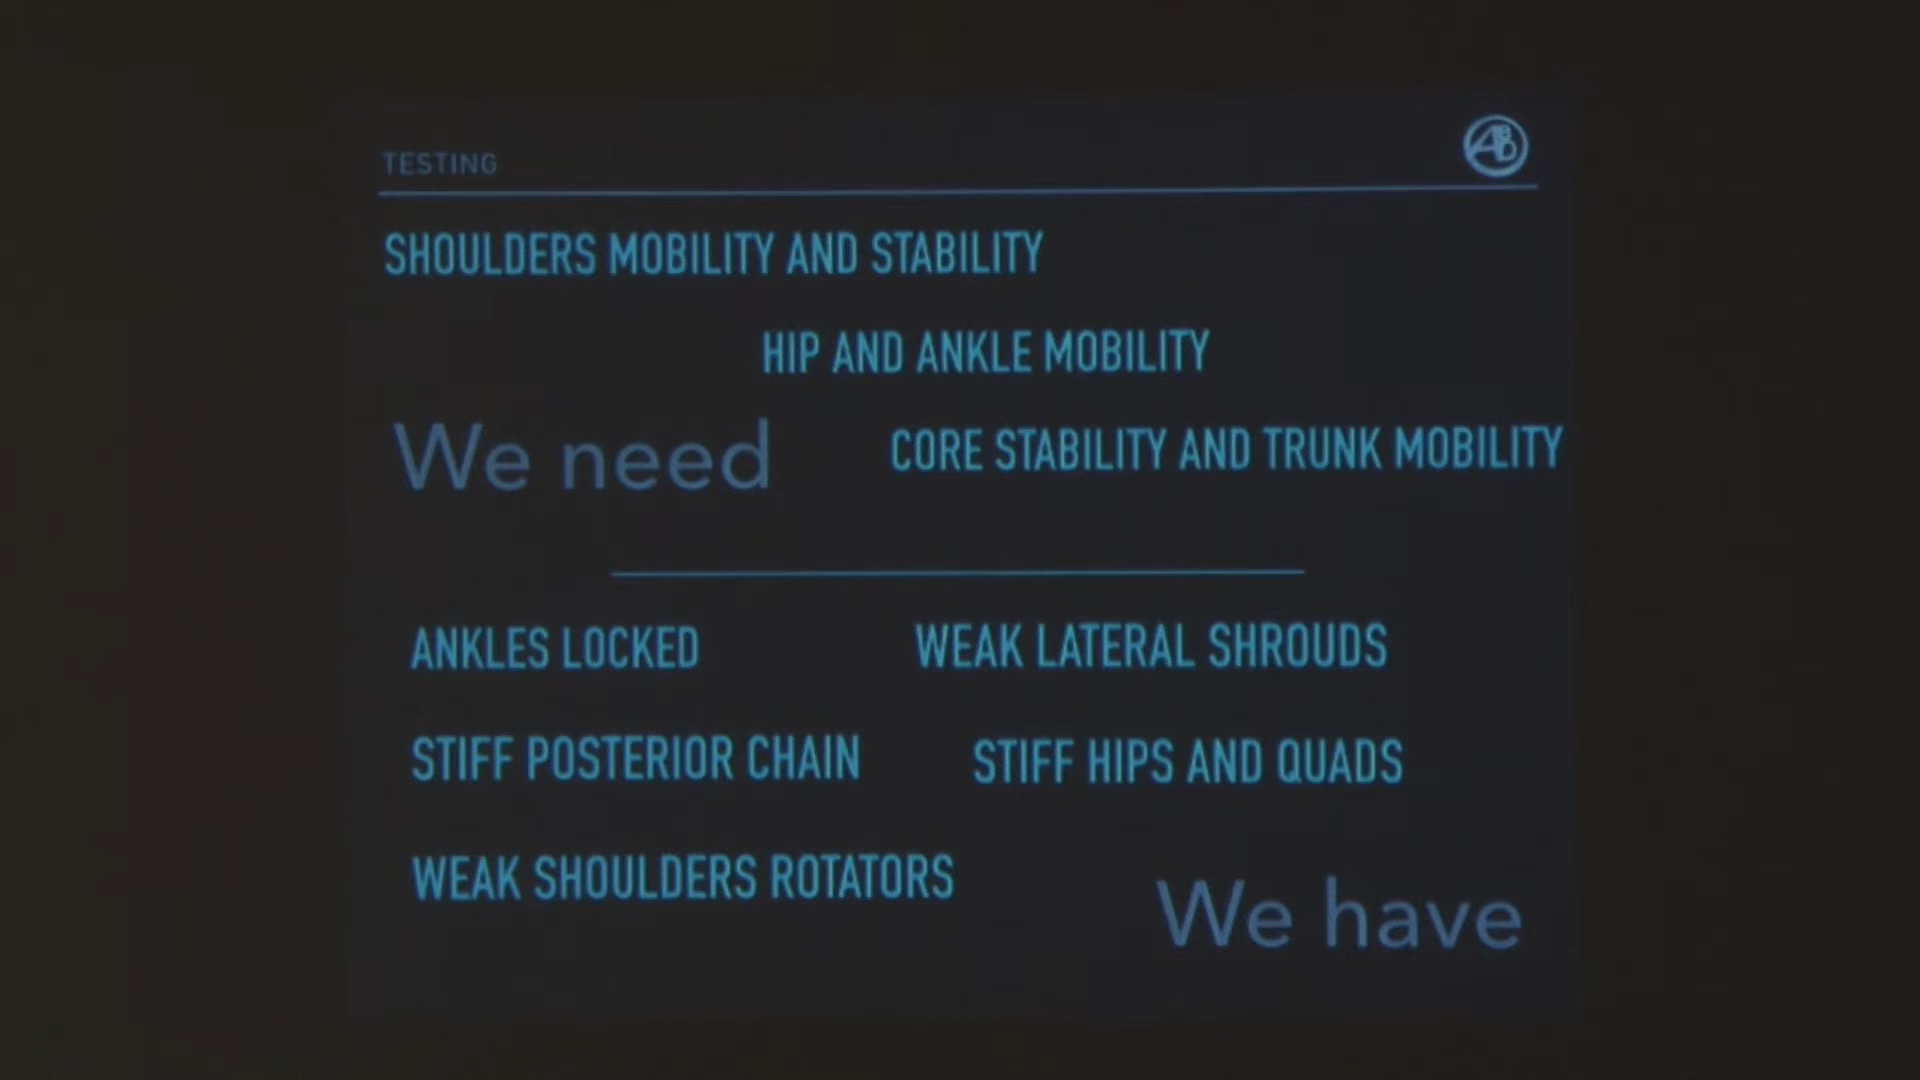 TESTING
ABD
SHOULDERS MOBILITY AND STABILITY
HIP AND ANKLE MOBILITY
We need
CORE STABILITY AND TRUNK MOBILITY
ANKLES LOCKED
WEAK LATERAL SHROUDS
STIFF POSTERIOR CHAIN
STIFF HIPS AND QUADS
WEAK SHOULDERS ROTATORS
We have